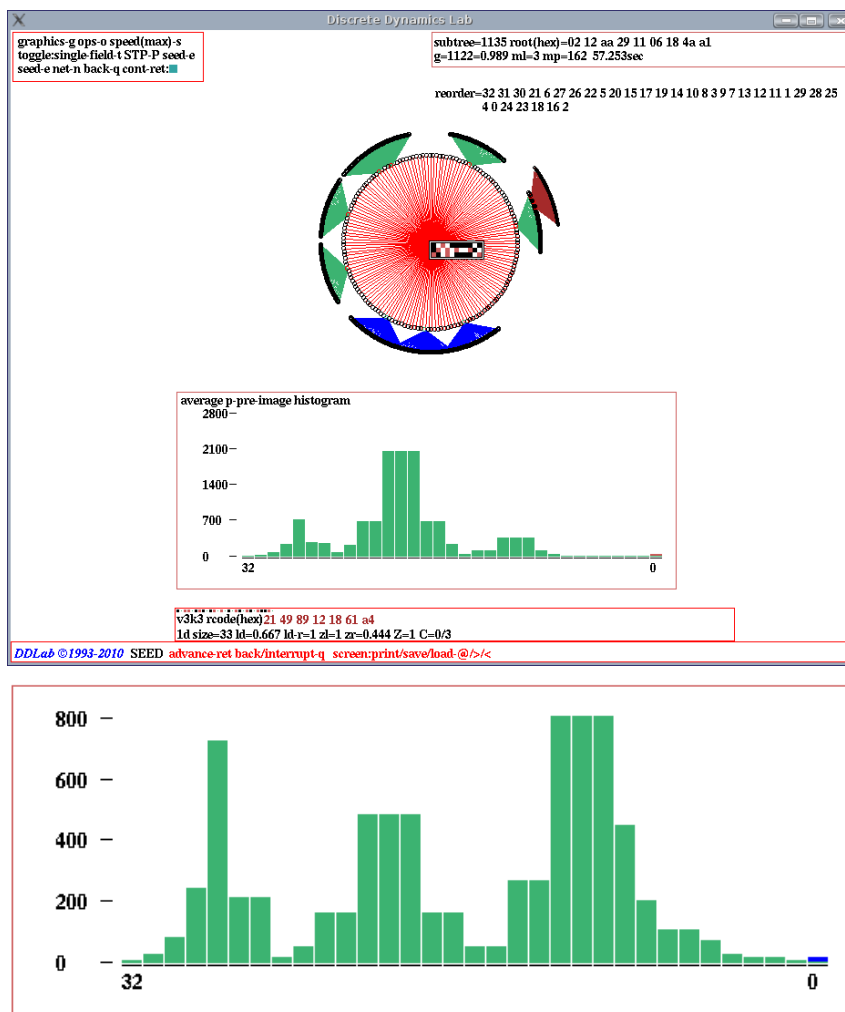 Discrete Dynamics Lab
graphics-g ops-o speed(max)-s
toggle:single-field-t STP-P seed-e
seed-e net-n back-q cont-ret:
subtree=1135 root(hex)=02 12 aa 29 11 06 18 4a a1
g=1122=0.989 ml=3 mp=162 57.253sec
reorder=32 31 30 21 6 27 26 22 5 20 15 17 19 14 10 8 3 9 7 13 12 11 1 29 28 25
4 0 24 23 18 16 2
average p-pre-image histogram
2800
2100
1400
700
0
32 0
v3k3 rcode(hex)21 49 89 12 18 61 a4
1d size=33 ld=0.667 ld-r=1 zl=1 zr=0.444 Z=1 C=0/3
DDLab ©1993-2010 SEED advance-ret back/interrupt-q screen:print/save/load-@/>/<
800
600
400
200
0
32 0